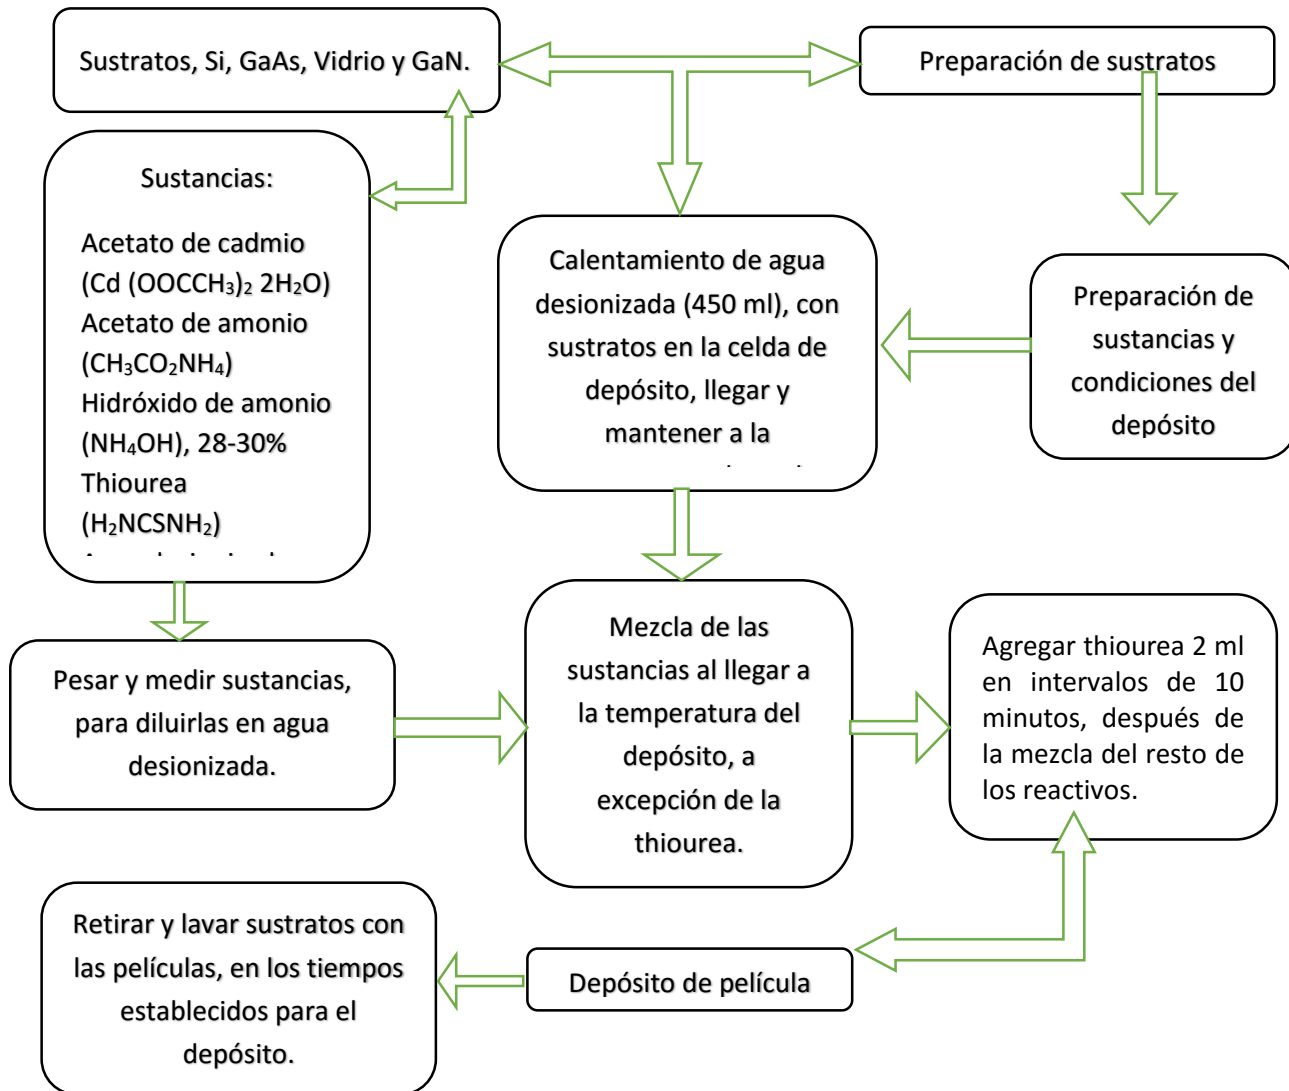 Sustratos, Si, GaAs, Vidrio y GaN.
Preparación de sustratos
Sustancias:
Acetato de cadmio
(Cd (OOCCH₃)₂ 2H₂O)
Acetato de amonio
(CH₃CO₂NH₄)
Hidróxido de amonio
(NH₄OH), 28-30%
Thiourea
(H₂NCSNH₂)
Calentamiento de agua
desionizada (450 ml), con
sustratos en la celda de
depósito, llegar y
mantener a la
Preparación de
sustancias y
condiciones del
depósito
Pesar y medir sustancias,
para diluirlas en agua
desionizada.
Mezcla de las
sustancias al llegar a
la temperatura del
depósito, a
excepción de la
thiourea.
Agregar thiourea 2 ml
en intervalos de 10
minutos, después de
la mezcla del resto de
los reactivos.
Retirar y lavar sustratos con
las películas, en los tiempos
establecidos para el
depósito.
Depósito de película